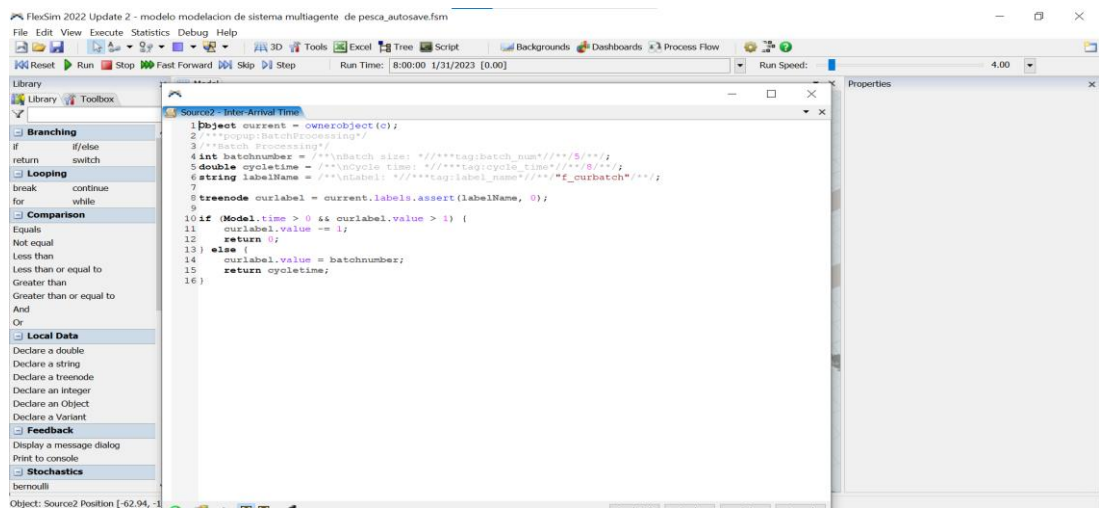 FlexSim 2022 Update 2 - modelo modelacion de sistema multiagente de pesca_autosave.fsm
File Edit View Execute Statistics Debug Help
3D Tools Excel Tree Script Backgrounds Dashboards Process Flow
Reset Run Stop Fast Forward Skip Step Run Time: 8:00:00 1/31/2023 [0.00] Run Speed: 4.00
Library
Properties
Library Toolbox
Source2 - Inter-Arrival Time
Branching
if if/else
return switch
Looping
break continue
for while
Comparison
Equals
Not equal
Less than
Less than or equal to
Greater than
Greater than or equal to
And
Or
Local Data
Declare a double
Declare a string
Declare a treenode
Declare an integer
Declare an Object
Declare a Variant
Feedback
Display a message dialog
Print to console
Stochastics
bernoulli
Object: Source2 Position [-62.94, -1
1 Object current = ownerobject(c);
2 /***popup:BatchProcessing*/
3 /**Batch Processing*/
4 int batchnumber = /**\nBatch size: *//***tag:batch_num*//**/5/**/;
5 double cycletime = /**\nCycle time: *//***tag:cycle_time*//**/8/**/;
6 string labelName = /**\nLabel: *//***tag:label_name*//**/"f_curbatch"/**/;
7
8 treenode curlabel = current.labels.assert(labelName, 0);
9
10 if (Model.time > 0 && curlabel.value > 1) {
11 curlabel.value -= 1;
12 return 0;
13 } else {
14 curlabel.value = batchnumber;
15 return cycletime;
16 }